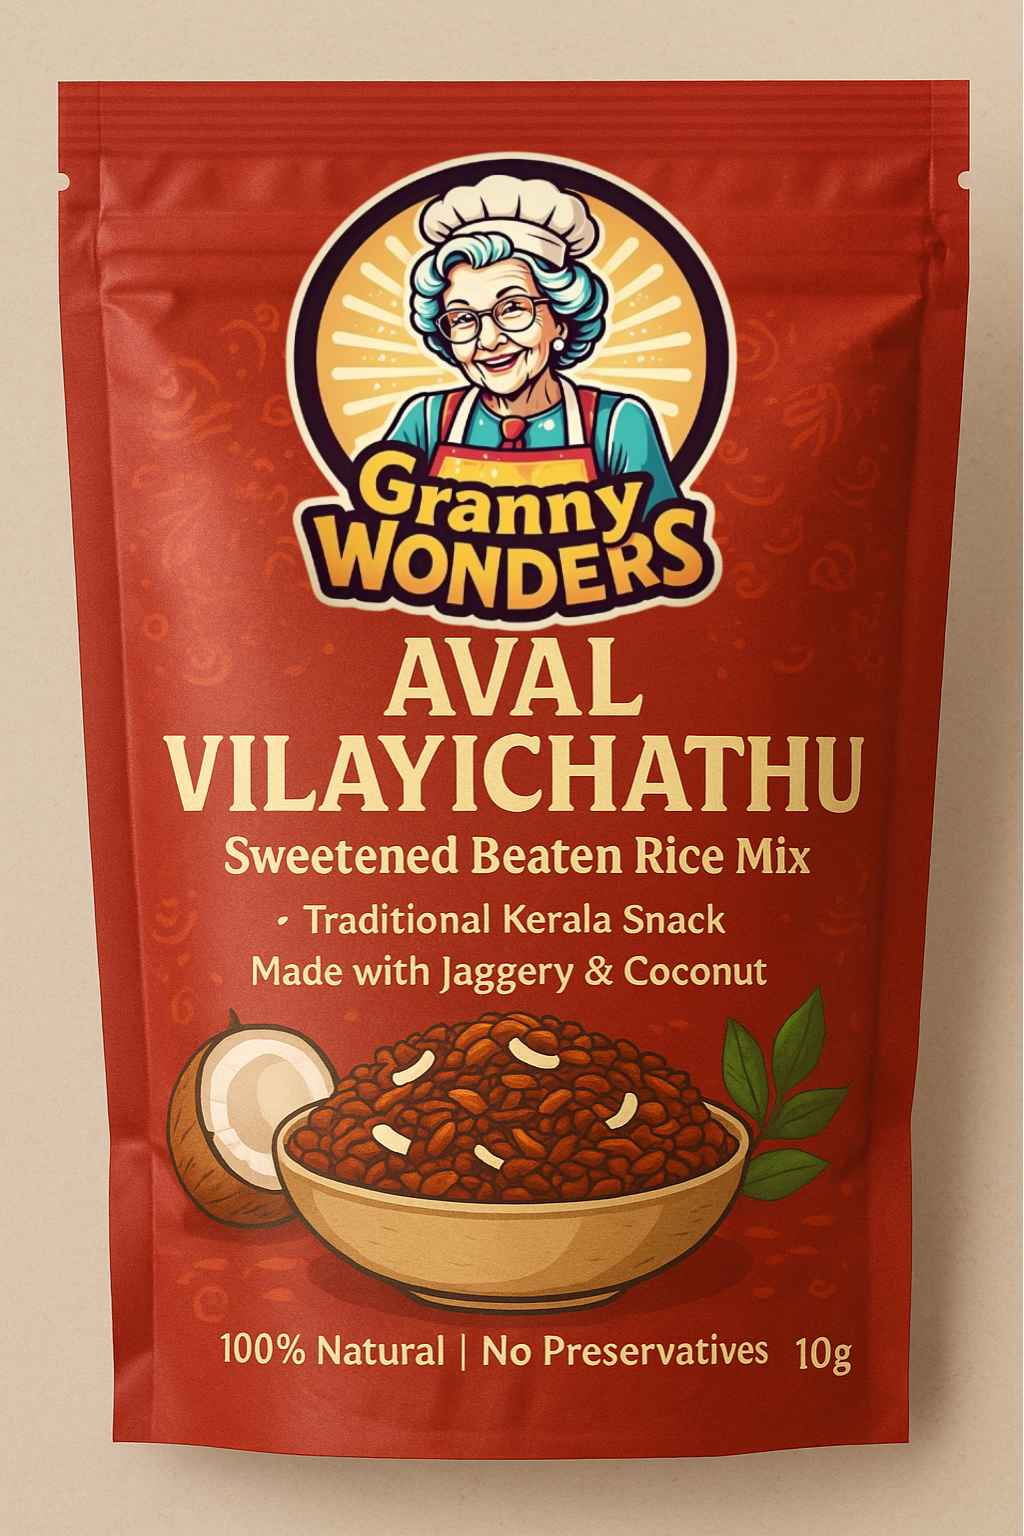 Granny
WONDERS
AVAL
VILAYICHATHU
Sweetened Beaten Rice Mix
• Traditional Kerala Snack
Made with Jaggery & Coconut
100% Natural | No Preservatives 10g